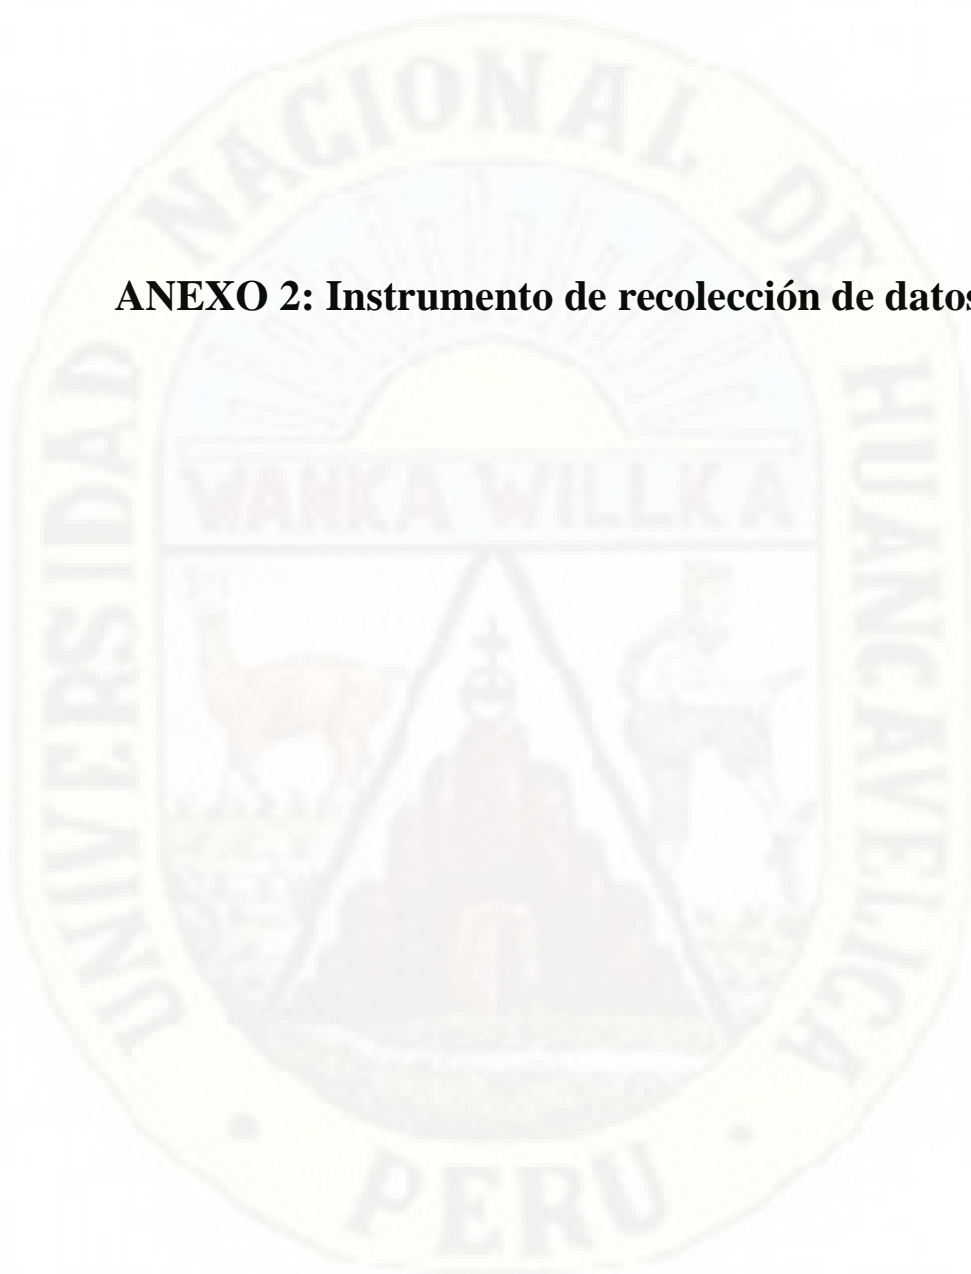 ANEXO 2: Instrumento de recolección de datos
UNIVERSIDAD NACIONAL DE HUANCAVELICA
WANKA WILLKA
PERU